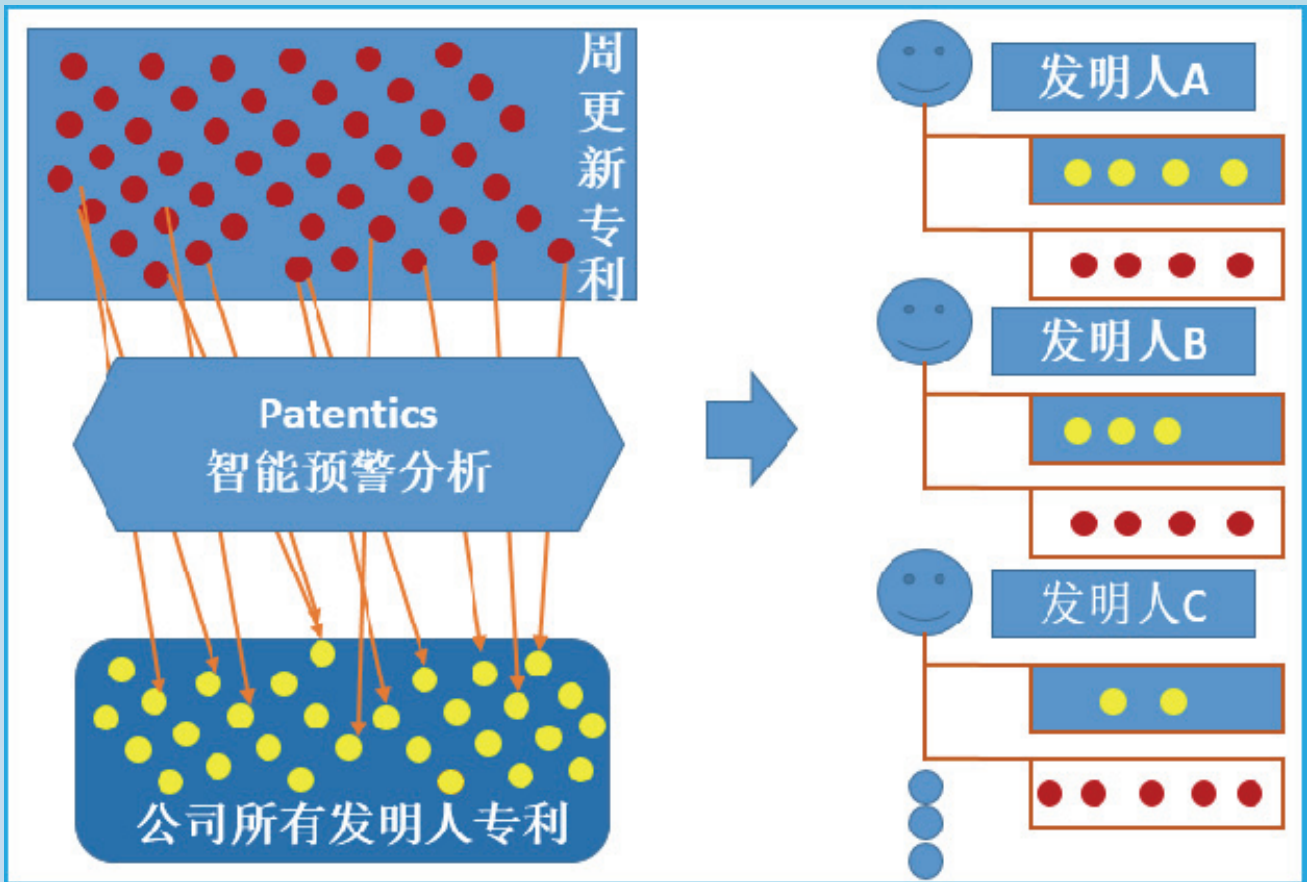 周更新专利
Patentics
智能预警分析
公司所有发明人专利
发明人A
发明人B
发明人C